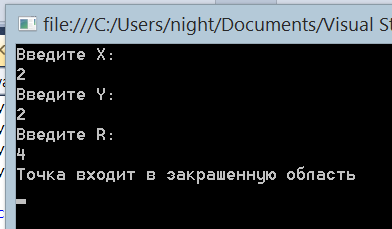 file:///C:/Users/night/Documents/Visual St
Введите X:
2
Введите Y:
2
Введите R:
4
Точка входит в закрашенную область